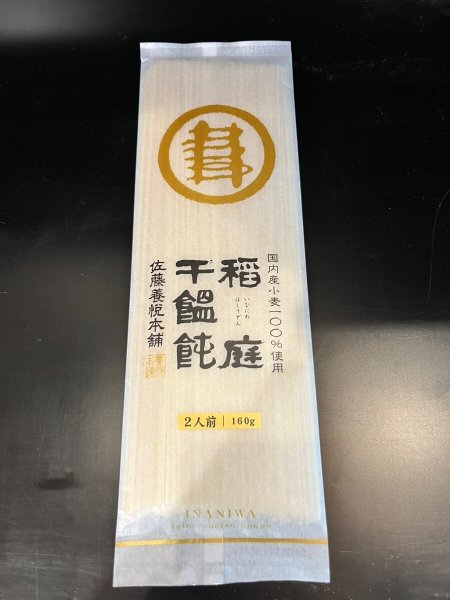 国内産小麦一〇〇%使用
稲庭
いなにわ
ほしうどん
干饂飩
佐藤養悦本舗
2人前 | 160g
INANIWA